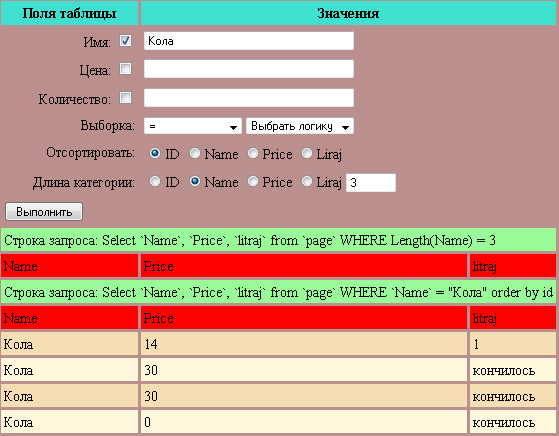 Поля таблицы Значения
Имя: Кола
Цена:
Количество:
Выборка: = Выбрать логику
Отсортировать: ID Name Price Liraj
Длина категории: ID Name Price Liraj 3
Выполнить
Строка запроса: Select `Name`, `Price`, `litraj` from `page` WHERE Length(Name) = 3
Name Price litraj
Строка запроса: Select `Name`, `Price`, `litraj` from `page` WHERE `Name` = "Кола" order by id
Name Price litraj
Кола 14 1
Кола 30 кончилось
Кола 30 кончилось
Кола 0 кончилось